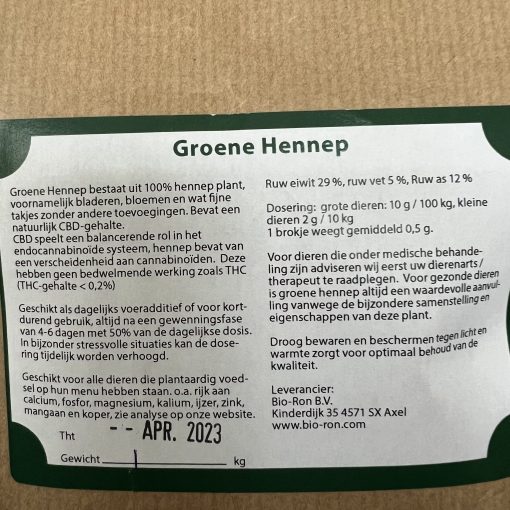 Groene Hennep
Groene Hennep bestaat uit 100% hennep plant,
voornamelijk bladeren, bloemen en wat fijne
takjes zonder andere toevoegingen. Bevat een
natuurlijk CBD-gehalte.
CBD speelt een balancerende rol in het
endocannabinoïde systeem, hennep bevat van
een verscheidenheid aan cannabinoïden. Deze
hebben geen bedwelmende werking zoals THC
(THC-gehalte < 0,2%)
Geschikt als dagelijks voeradditief of voor kort-
durend gebruik, altijd na een gewenningsfase
van 4-6 dagen met 50% van de dagelijkse dosis.
In bijzonder stressvolle situaties kan de dose-
ring tijdelijk worden verhoogd.
Geschikt voor alle dieren die plantaardig voed-
sel op hun menu hebben staan. o.a. rijk aan
calcium, fosfor, magnesium, kalium, ijzer, zink,
mangaan en koper, zie analyse op onze website.
Tht -- APR. 2023
Gewicht kg
Ruw eiwit 29 %, ruw vet 5 %, Ruw as 12 %
Dosering: grote dieren: 10 g / 100 kg, kleine
dieren 2 g / 10 kg
1 brokje weegt gemiddeld 0,5 g.
Voor dieren die onder medische behande-
ling zijn adviseren wij eerst uw dierenarts /
therapeut te raadplegen. Voor gezonde dieren
is groene hennep altijd een waardevolle aanvul-
ling vanwege de bijzondere samenstelling en
eigenschappen van deze plant.
Droog bewaren en beschermen tegen licht en
warmte zorgt voor optimaal behoud van de
kwaliteit.
Leverancier:
Bio-Ron B.V.
Kinderdijk 35 4571 SX Axel
www.bio-ron.com